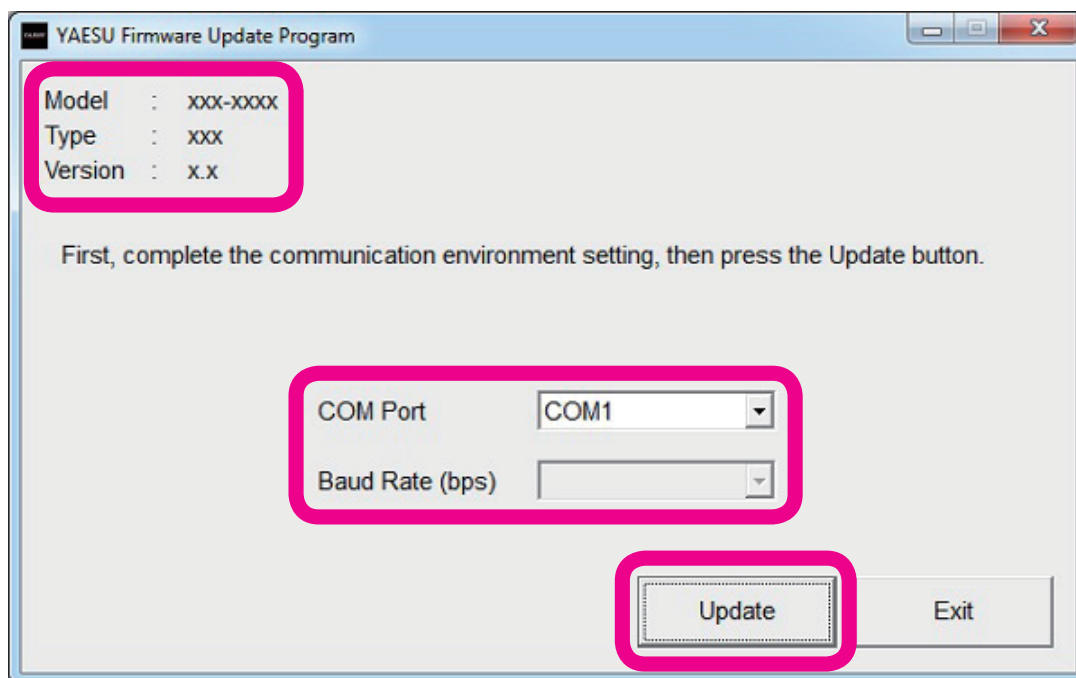 YAESU Firmware Update Program
Model : xxx-xxxx
Type : xxx
Version : x.x
First, complete the communication environment setting, then press the Update button.
COM Port COM1
Baud Rate (bps)
Update Exit